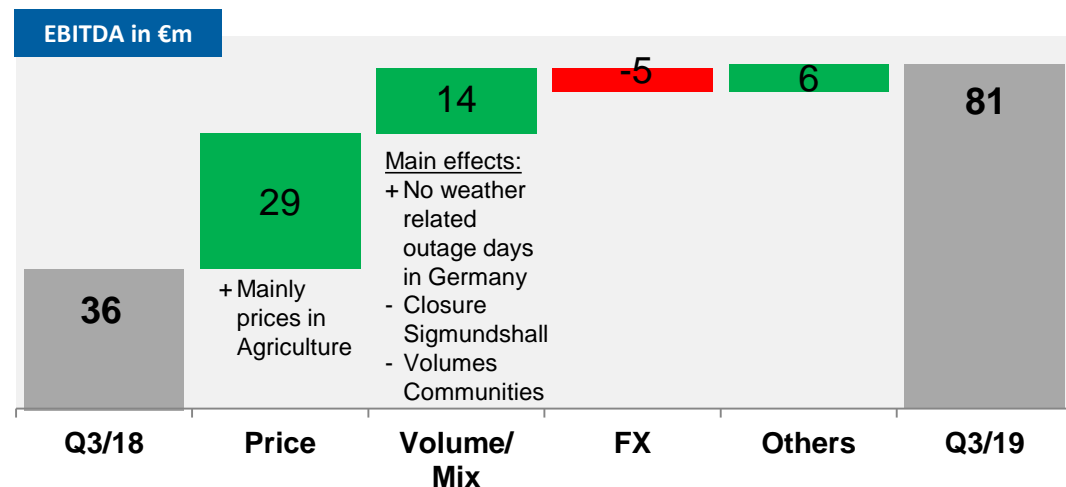 EBITDA in €m
36
29
14
-5
6
81
+ Mainly
prices in
Agriculture
Main effects:
+ No weather
related
outage days
in Germany
- Closure
Sigmundshall
- Volumes
Communities
Q3/18
Price
Volume/
Mix
FX
Others
Q3/19